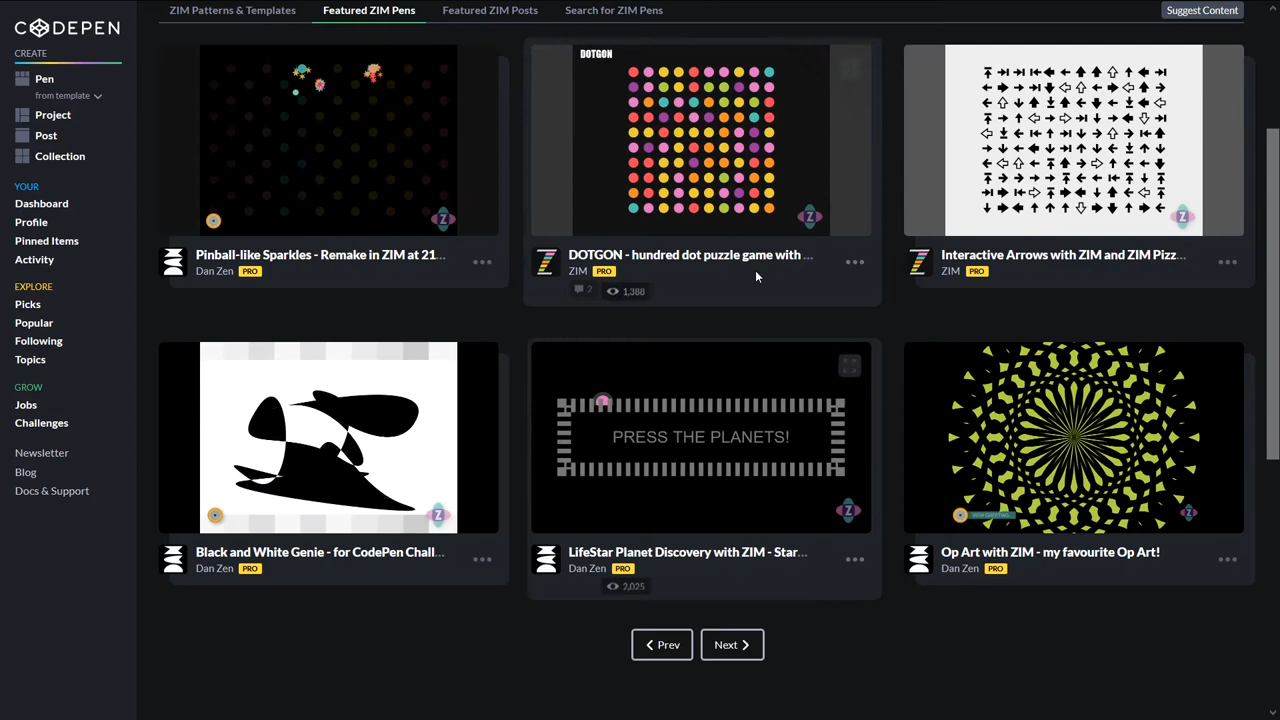 ZIM Patterns & Templates
Featured ZIM Pens
Featured ZIM Posts
Search for ZIM Pens
Suggest Content
CODEPEN
CREATE
Pen
from template
Project
Post
Collection
YOUR
Dashboard
Profile
Pinned Items
Activity
EXPLORE
Picks
Popular
Following
Topics
GROW
Jobs
Challenges
Newsletter
Blog
Docs & Support
Z
Pinball-like Sparkles - Remake in ZIM at 21...
Dan Zen PRO
DOTGON
Z
DOTGON - hundred dot puzzle game with ...
ZIM PRO
2 1,388
Z
Interactive Arrows with ZIM and ZIM Pizz...
ZIM PRO
Z
Black and White Genie - for CodePen Chall...
Dan Zen PRO
PRESS THE PLANETS!
Z
LifeStar Planet Discovery with ZIM - Star...
Dan Zen PRO
2,025
Z
Op Art with ZIM - my favourite Op Art!
Dan Zen PRO
Prev
Next